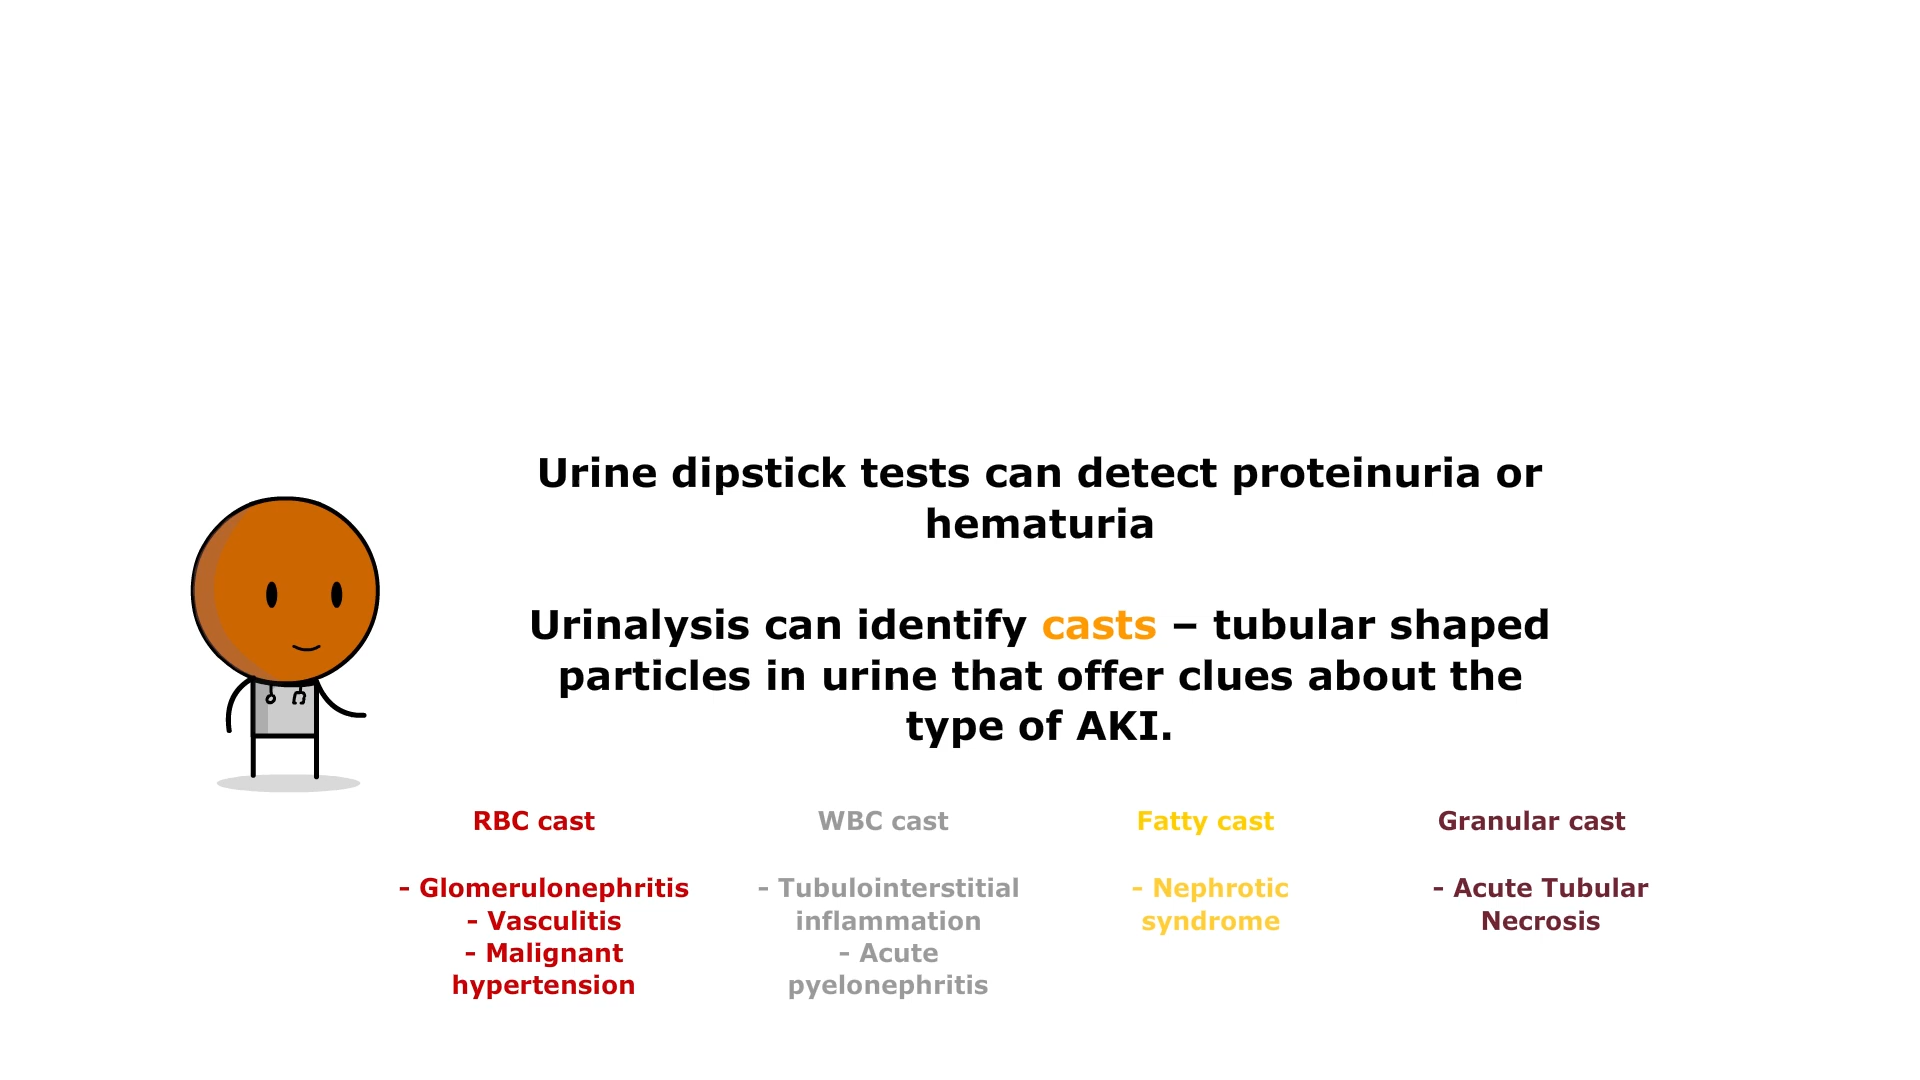 Urine dipstick tests can detect proteinuria or
hematuria
Urinalysis can identify casts – tubular shaped
particles in urine that offer clues about the
type of AKI.
RBC cast
- Glomerulonephritis
- Vasculitis
- Malignant
hypertension
WBC cast
- Tubulointerstitial
inflammation
- Acute
pyelonephritis
Fatty cast
- Nephrotic
syndrome
Granular cast
- Acute Tubular
Necrosis